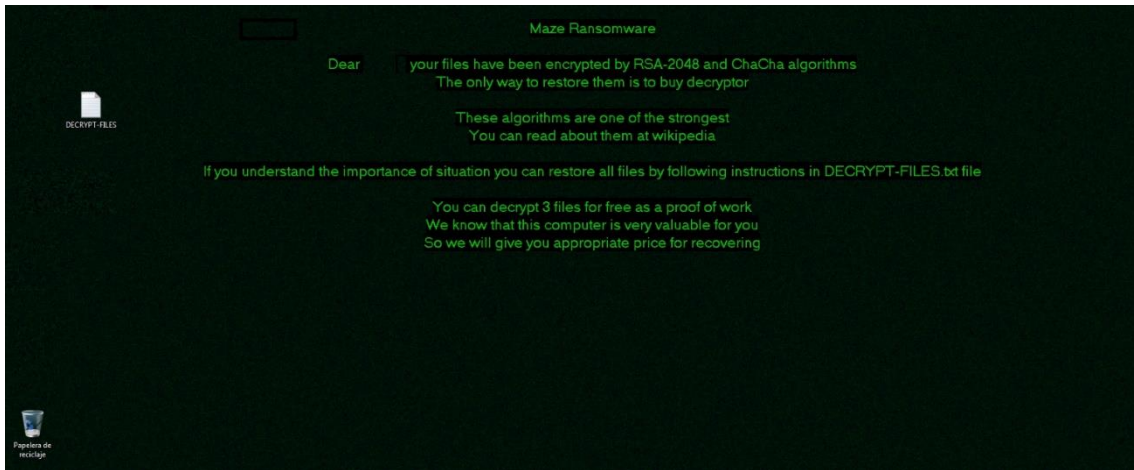 Maze Ransomware
Dear your files have been encrypted by RSA-2048 and ChaCha algorithms
The only way to restore them is to buy decryptor
These algorithms are one of the strongest
You can read about them at wikipedia
If you understand the importance of situation you can restore all files by following instructions in DECRYPT-FILES.txt file
You can decrypt 3 files for free as a proof of work
We know that this computer is very valuable for you
So we will give you appropriate price for recovering
DECRYPT-FILES
Papelera de
reciclaje